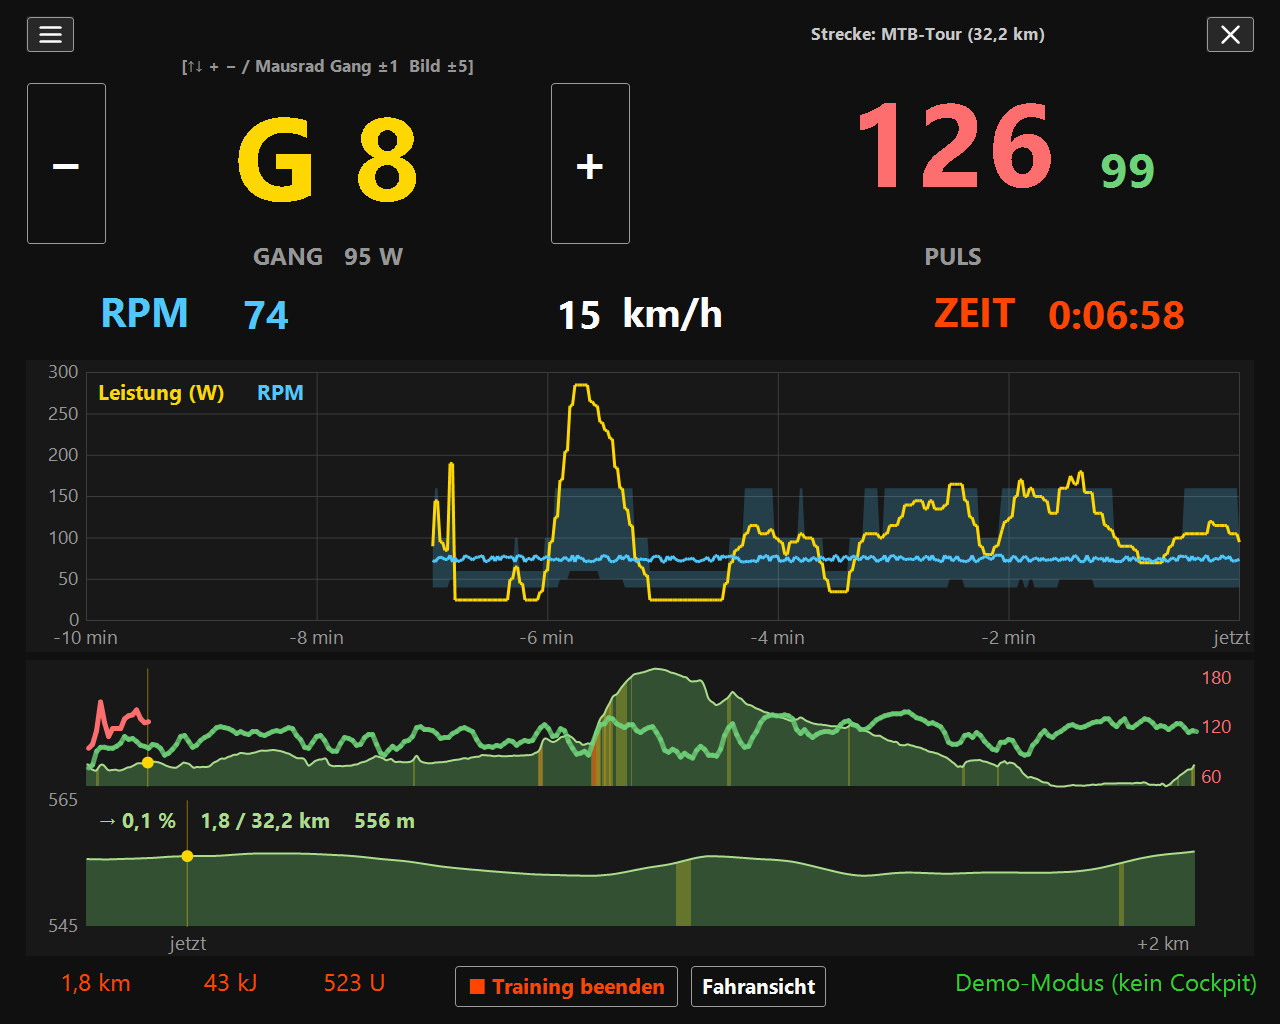 Strecke: MTB-Tour (32,2 km)
[↑↓ + − / Mausrad Gang ±1 Bild ±5]
−
G 8
+
126
99
GANG 95 W
PULS
RPM 74
15 km/h
ZEIT 0:06:58
300
Leistung (W) RPM
250
200
150
100
50
0
-10 min -8 min -6 min -4 min -2 min jetzt
180
120
60
565
→ 0,1 % 1,8 / 32,2 km 556 m
545
jetzt +2 km
1,8 km 43 kJ 523 U
Training beenden
Fahransicht
Demo-Modus (kein Cockpit)